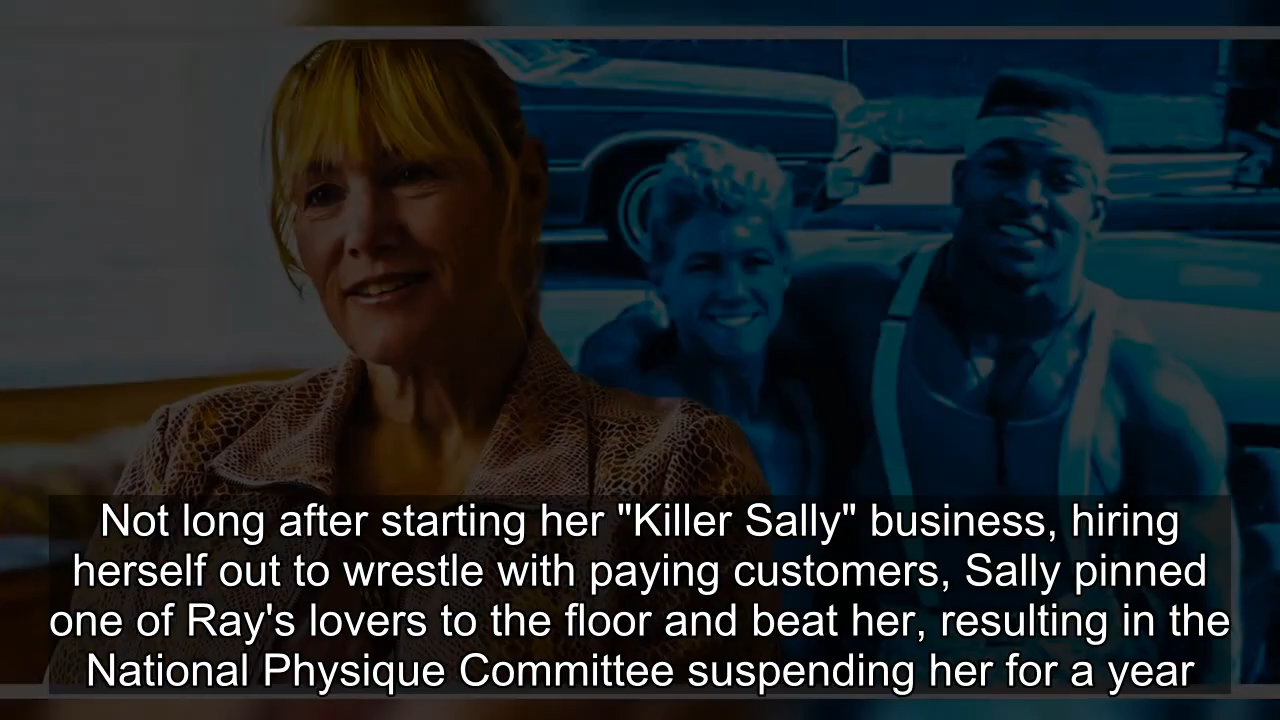 Not long after starting her "Killer Sally" business, hiring
herself out to wrestle with paying customers, Sally pinned
one of Ray's lovers to the floor and beat her, resulting in the
National Physique Committee suspending her for a year